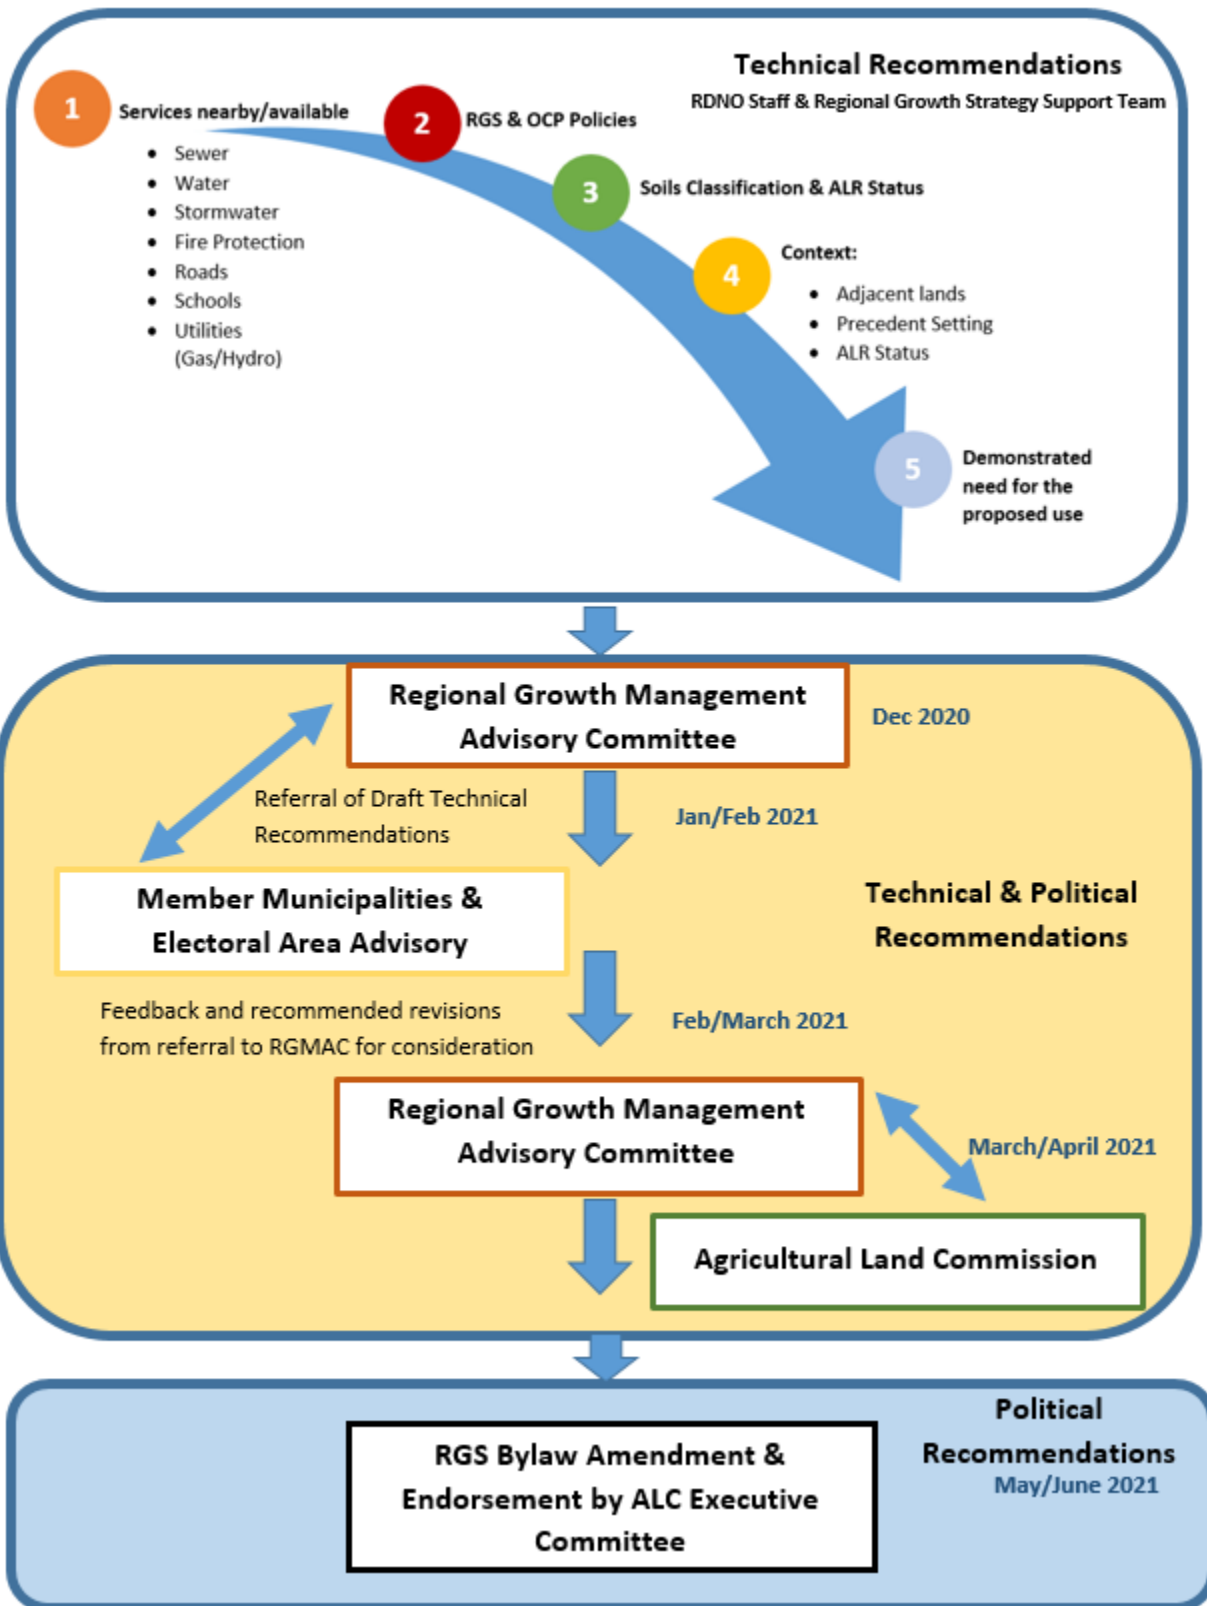 Technical Recommendations
RDNO Staff & Regional Growth Strategy Support Team
1
Services nearby/available
• Sewer
• Water
• Stormwater
• Fire Protection
• Roads
• Schools
• Utilities
(Gas/Hydro)
2
RGS & OCP Policies
3
Soils Classification & ALR Status
4
Context:
• Adjacent lands
• Precedent Setting
• ALR Status
5
Demonstrated
need for the
proposed use
Regional Growth Management
Advisory Committee
Dec 2020
Referral of Draft Technical
Recommendations
Jan/Feb 2021
Member Municipalities &
Electoral Area Advisory
Technical & Political
Recommendations
Feedback and recommended revisions
from referral to RGMAC for consideration
Feb/March 2021
Regional Growth Management
Advisory Committee
March/April 2021
Agricultural Land Commission
Political
Recommendations
May/June 2021
RGS Bylaw Amendment &
Endorsement by ALC Executive
Committee